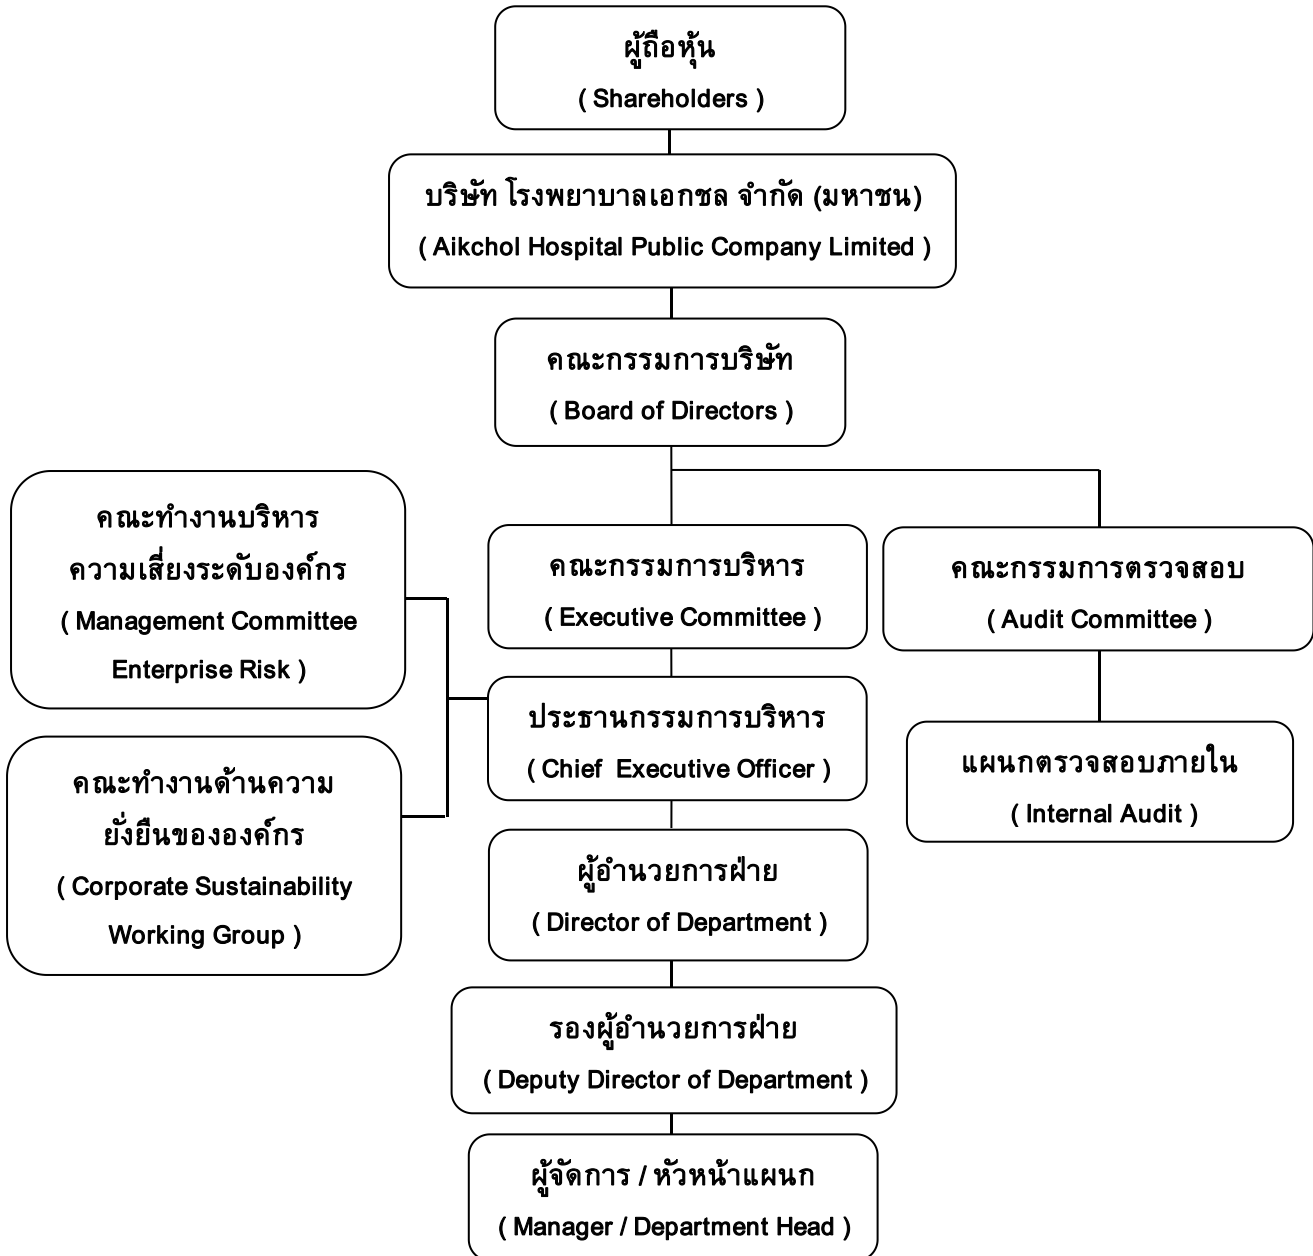 ผู้ถือหุ้น
( Shareholders )
บริษัท โรงพยาบาลเอกชล จำกัด (มหาชน)
( Aikchol Hospital Public Company Limited )
คณะกรรมการบริษัท
( Board of Directors )
คณะทำงานบริหาร
ความเสี่ยงระดับองค์กร
( Management Committee
Enterprise Risk )
คณะกรรมการบริหาร
( Executive Committee )
คณะกรรมการตรวจสอบ
( Audit Committee )
ประธานกรรมการบริหาร
( Chief Executive Officer )
แผนกตรวจสอบภายใน
( Internal Audit )
คณะทำงานด้านความ
ยั่งยืนขององค์กร
( Corporate Sustainability
Working Group )
ผู้อำนวยการฝ่าย
( Director of Department )
รองผู้อำนวยการฝ่าย
( Deputy Director of Department )
ผู้จัดการ / หัวหน้าแผนก
( Manager / Department Head )